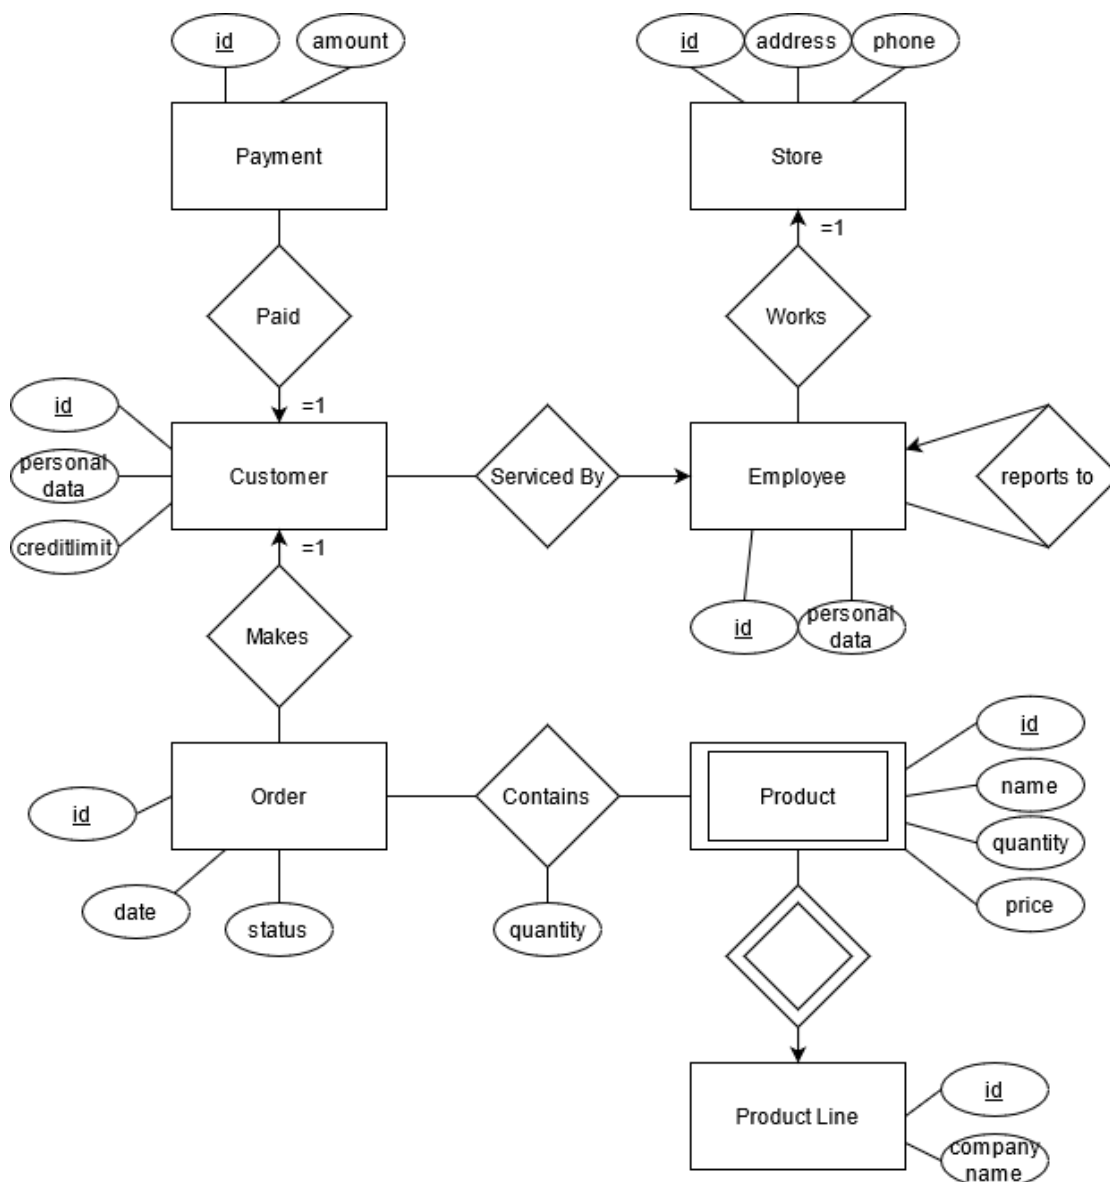 id
amount
id
address
phone
Payment
Store
=1
Paid
Works
id
=1
personal
data
Customer
Serviced By
Employee
reports to
creditlimit
=1
id
personal
data
Makes
id
name
Order
Contains
Product
id
quantity
date
status
quantity
price
id
Product Line
company
name